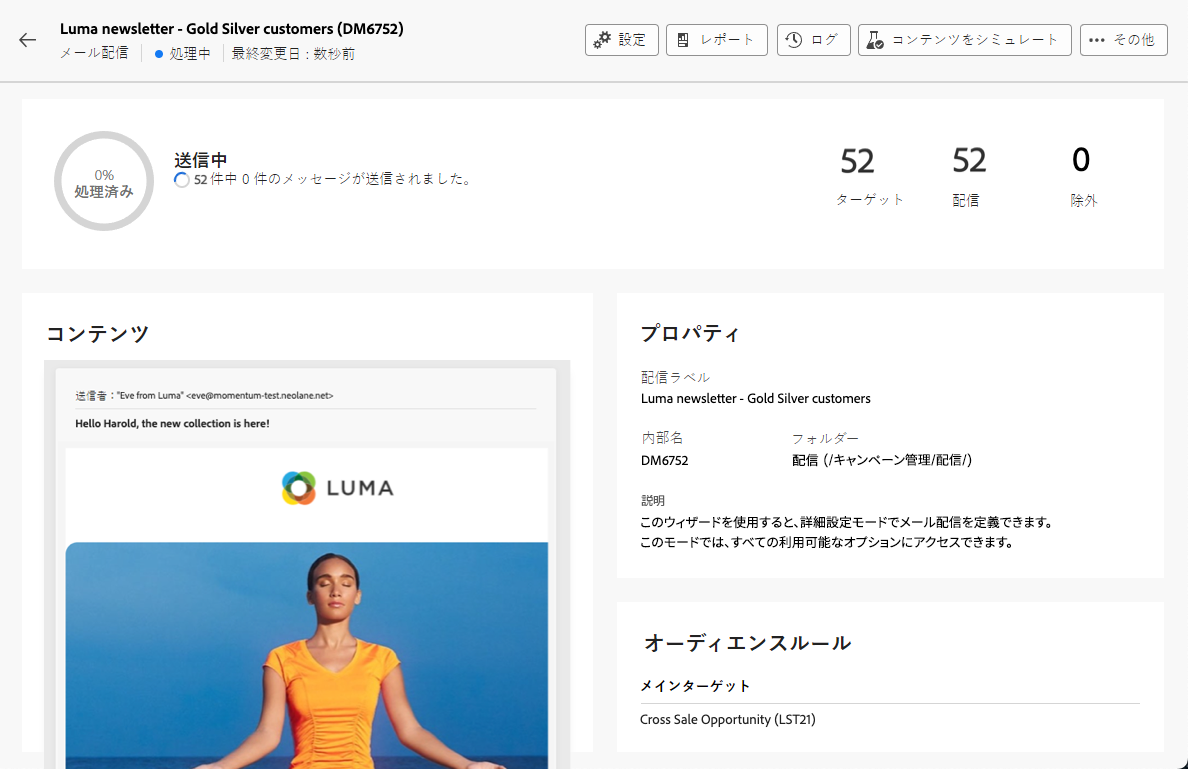 Luma newsletter - Gold Silver customers (DM6752)
メール配信 処理中 最終変更日 : 数秒前
設定 レポート ログ コンテンツをシミュレート その他
0%
処理済み
送信中
52 件中 0 件のメッセージが送信されました。
52 52 0
ターゲット 配信 除外
コンテンツ
送信者："Eve from Luma" <eve@momentum-test.neolane.net>
Hello Harold, the new collection is here!
LUMA
プロパティ
配信ラベル
Luma newsletter - Gold Silver customers
内部名 フォルダー
DM6752 配信 (/キャンペーン管理/配信/)
説明
このウィザードを使用すると、詳細設定モードでメール配信を定義できます。
このモードでは、すべての利用可能なオプションにアクセスできます。
オーディエンスルール
メインターゲット
Cross Sale Opportunity (LST21)